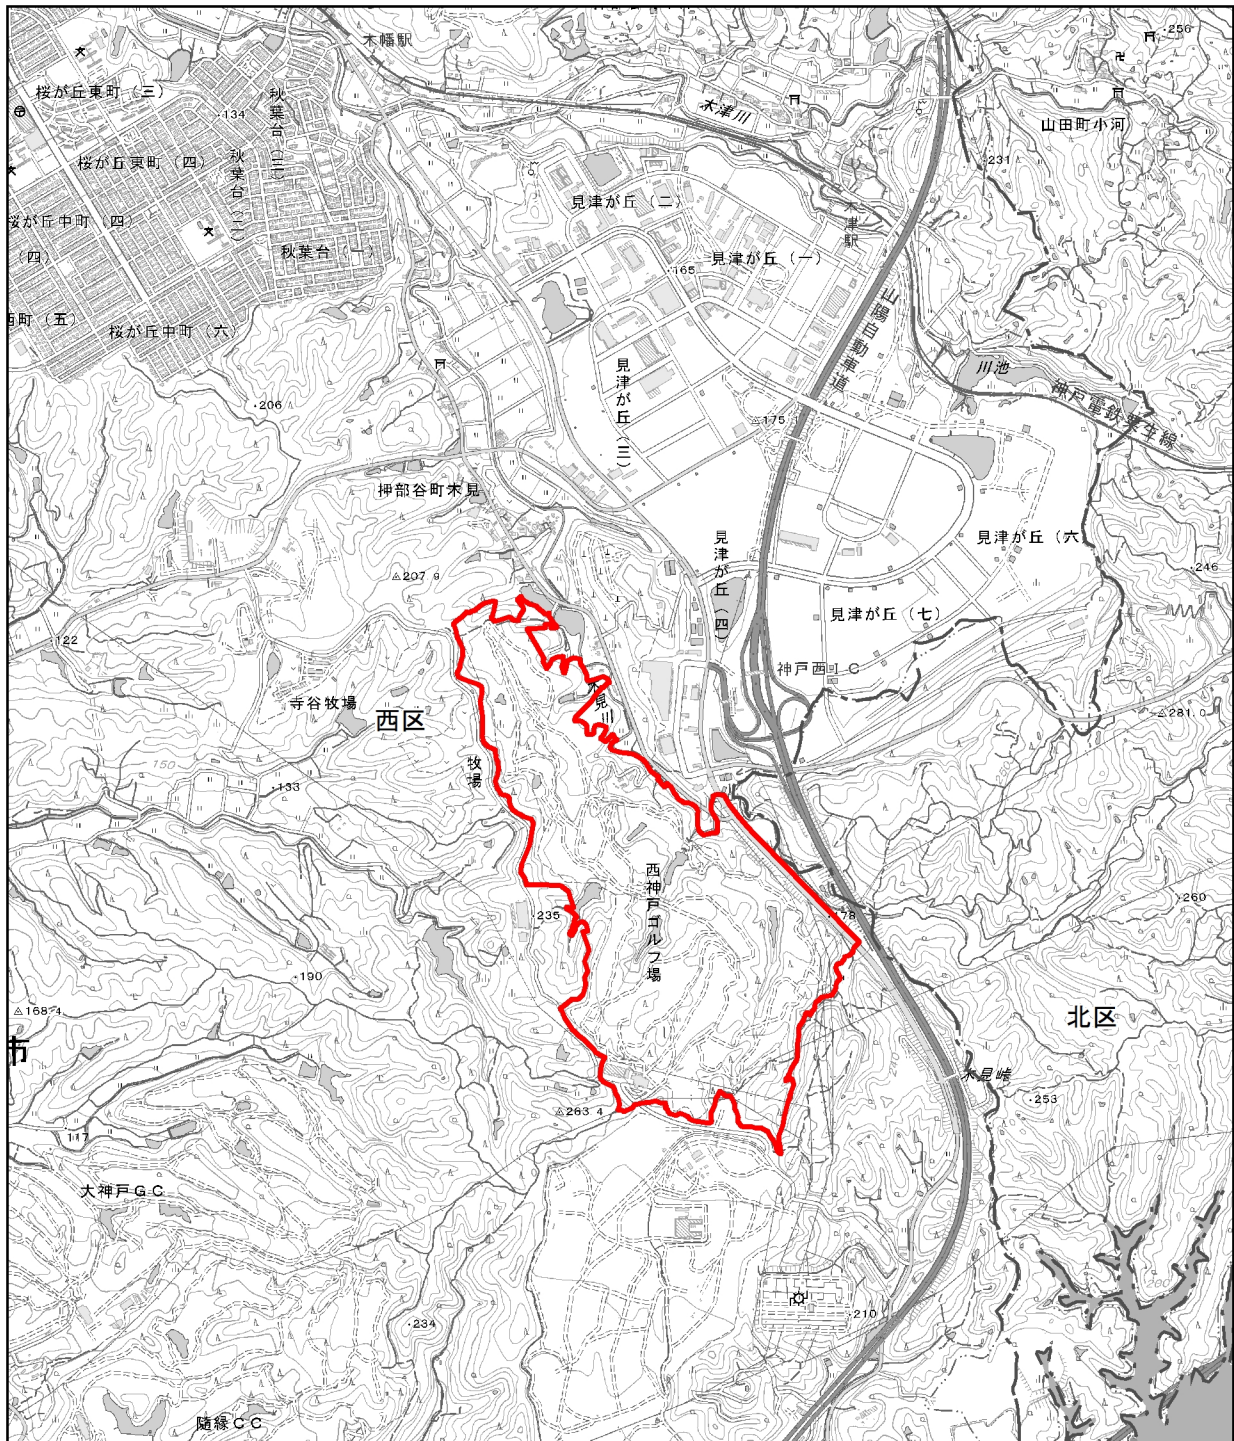 木幡駅
256
桜が丘東町（三）
秋葉台（三）
134
木津川
山田町小河
桜が丘東町（四）
秋葉台（二）
231
見津が丘（二）
木津駅
桜が丘中町（四）
（四）
秋葉台（一）
見津が丘（一）
165
山陽自動車道
西町（五）
桜が丘中町（六）
見津が丘（三）
川池
神戸電鉄粟生線
206
175
押部谷町木見
見津が丘（四）
見津が丘（六
246
207.9
見津が丘（七）
122
神戸西ＩＣ
寺谷牧場
西区
木見川
281.0
150
牧場
133
西神戸ゴルフ場
260
235
178
190
168.4
北区
市
木見峠
263.4
253
117
大神戸ＧＣ
200
210
234
随縁ＣＣ